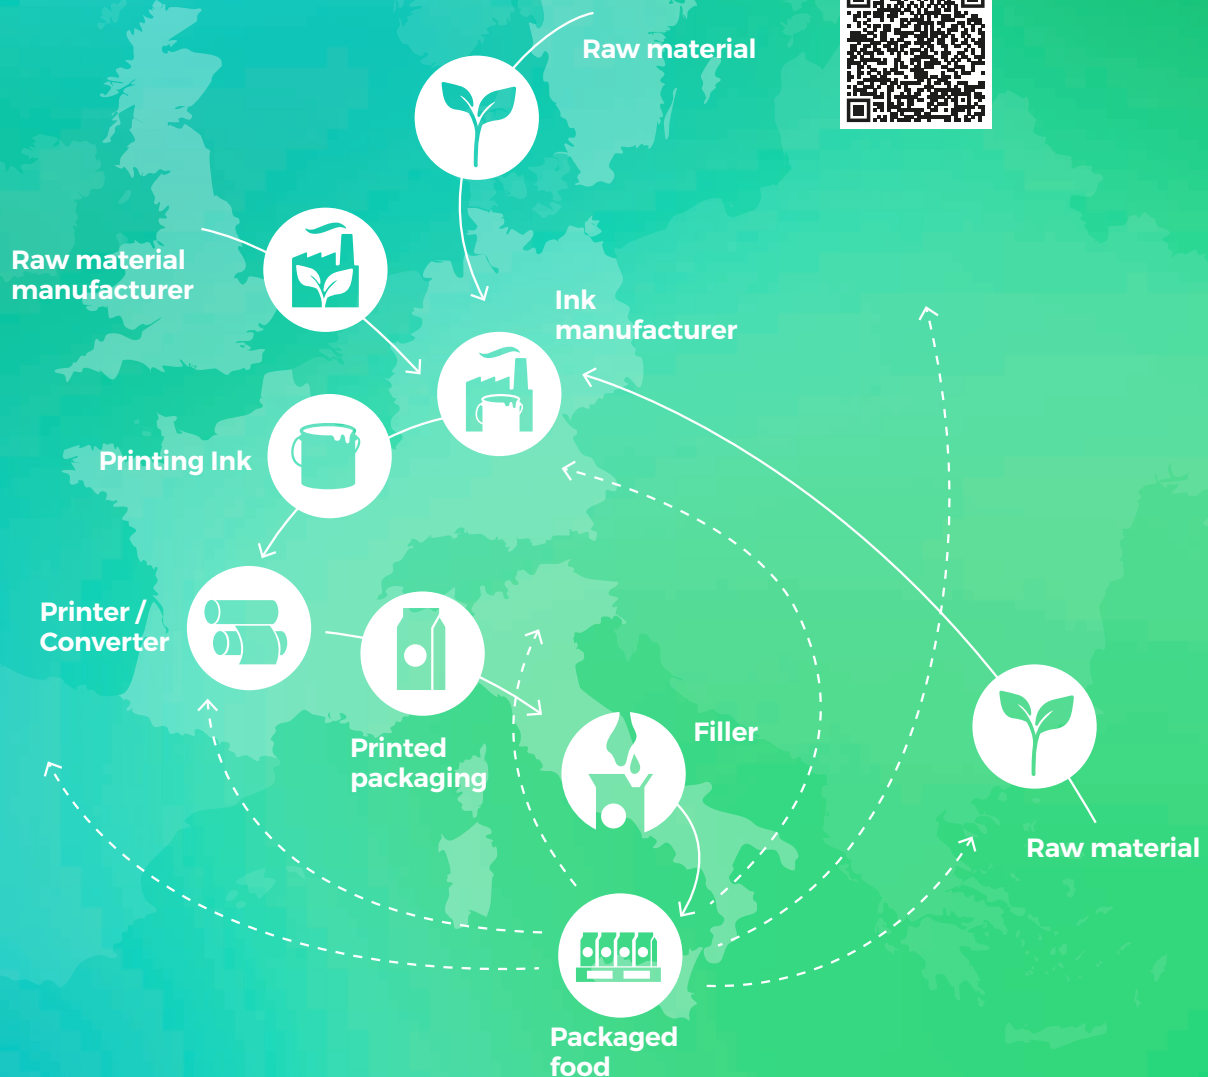 Raw material
Raw material
manufacturer
Ink
manufacturer
Printing Ink
Printer /
Converter
Printed
packaging
Filler
Raw material
Packaged
food